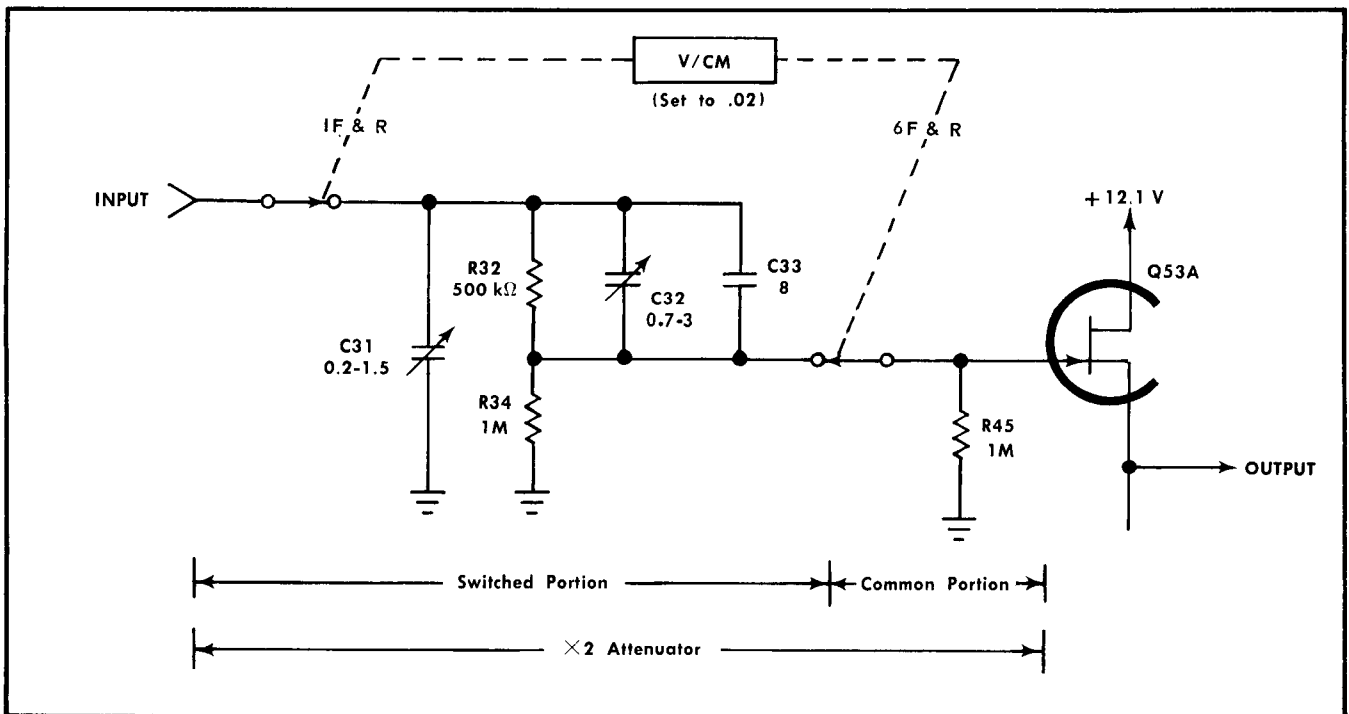 V/CM
(Set to .02)
1F & R
6F & R
INPUT
+12.1 V
Q53A
R32
500 kΩ
C32
0.7-3
C33
8
C31
0.2-1.5
R34
1M
R45
1M
OUTPUT
Switched Portion
Common Portion
×2 Attenuator